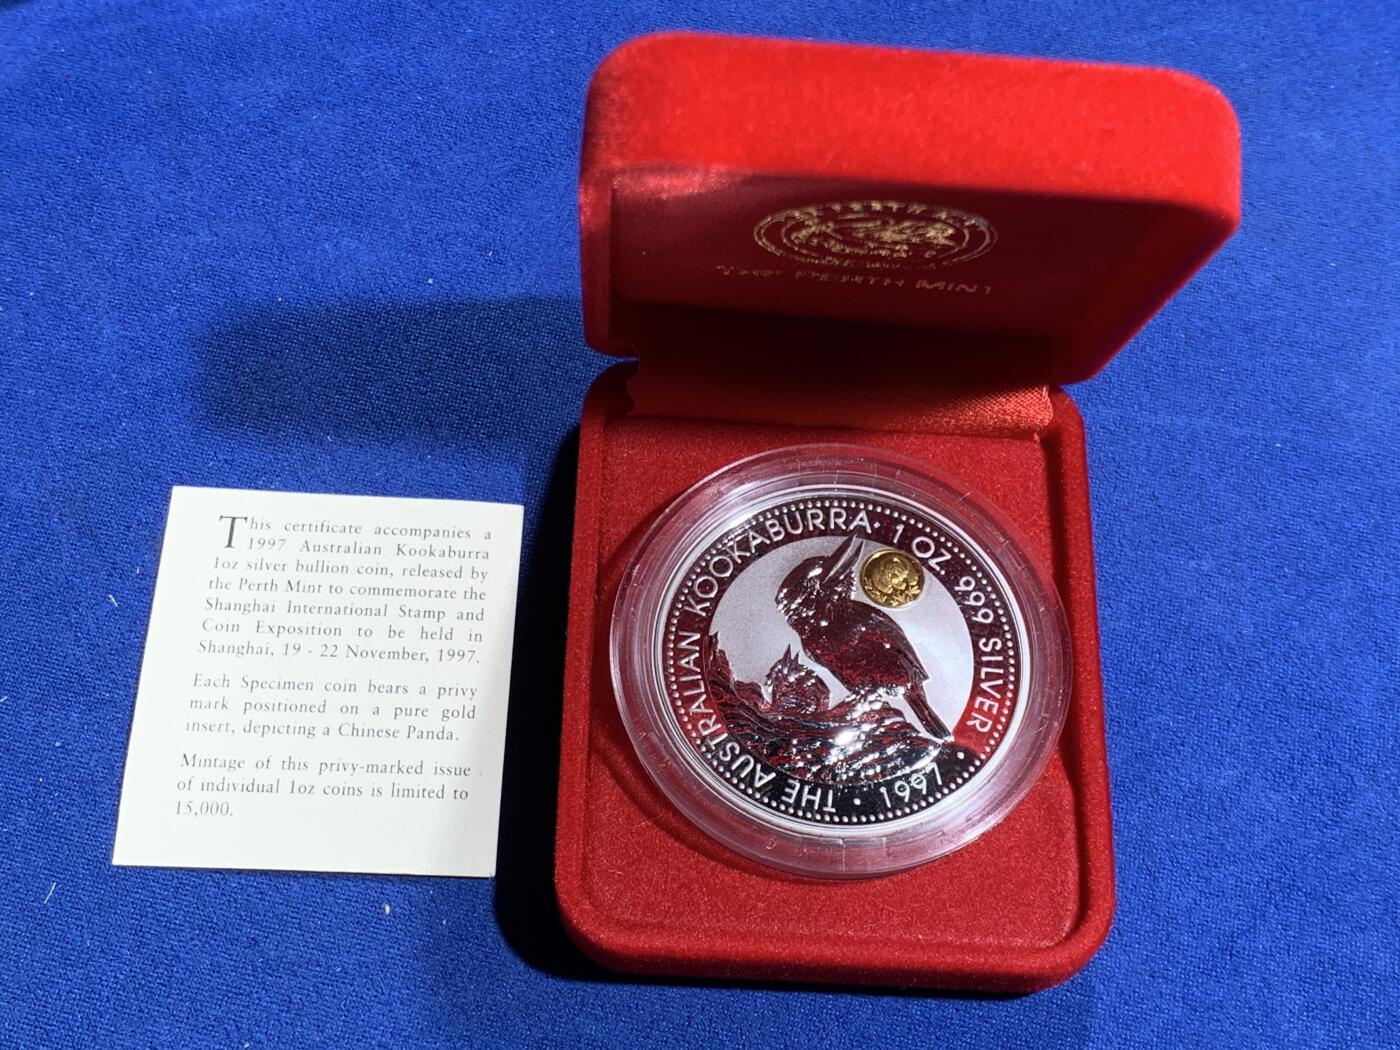 THE PERTH MINT
This certificate accompanies a
1997 Australian Kookaburra
1oz silver bullion coin, released by
the Perth Mint to commemorate the
Shanghai International Stamp and
Coin Exposition to be held in
Shanghai, 19 - 22 November, 1997.
Each Specimen coin bears a privy
mark positioned on a pure gold
insert, depicting a Chinese Panda.
Mintage of this privy-marked issue
of individual 1oz coins is limited to
15,000.
THE AUSTRALIAN KOOKABURRA · 1 OZ 999 SILVER · 1997 ·